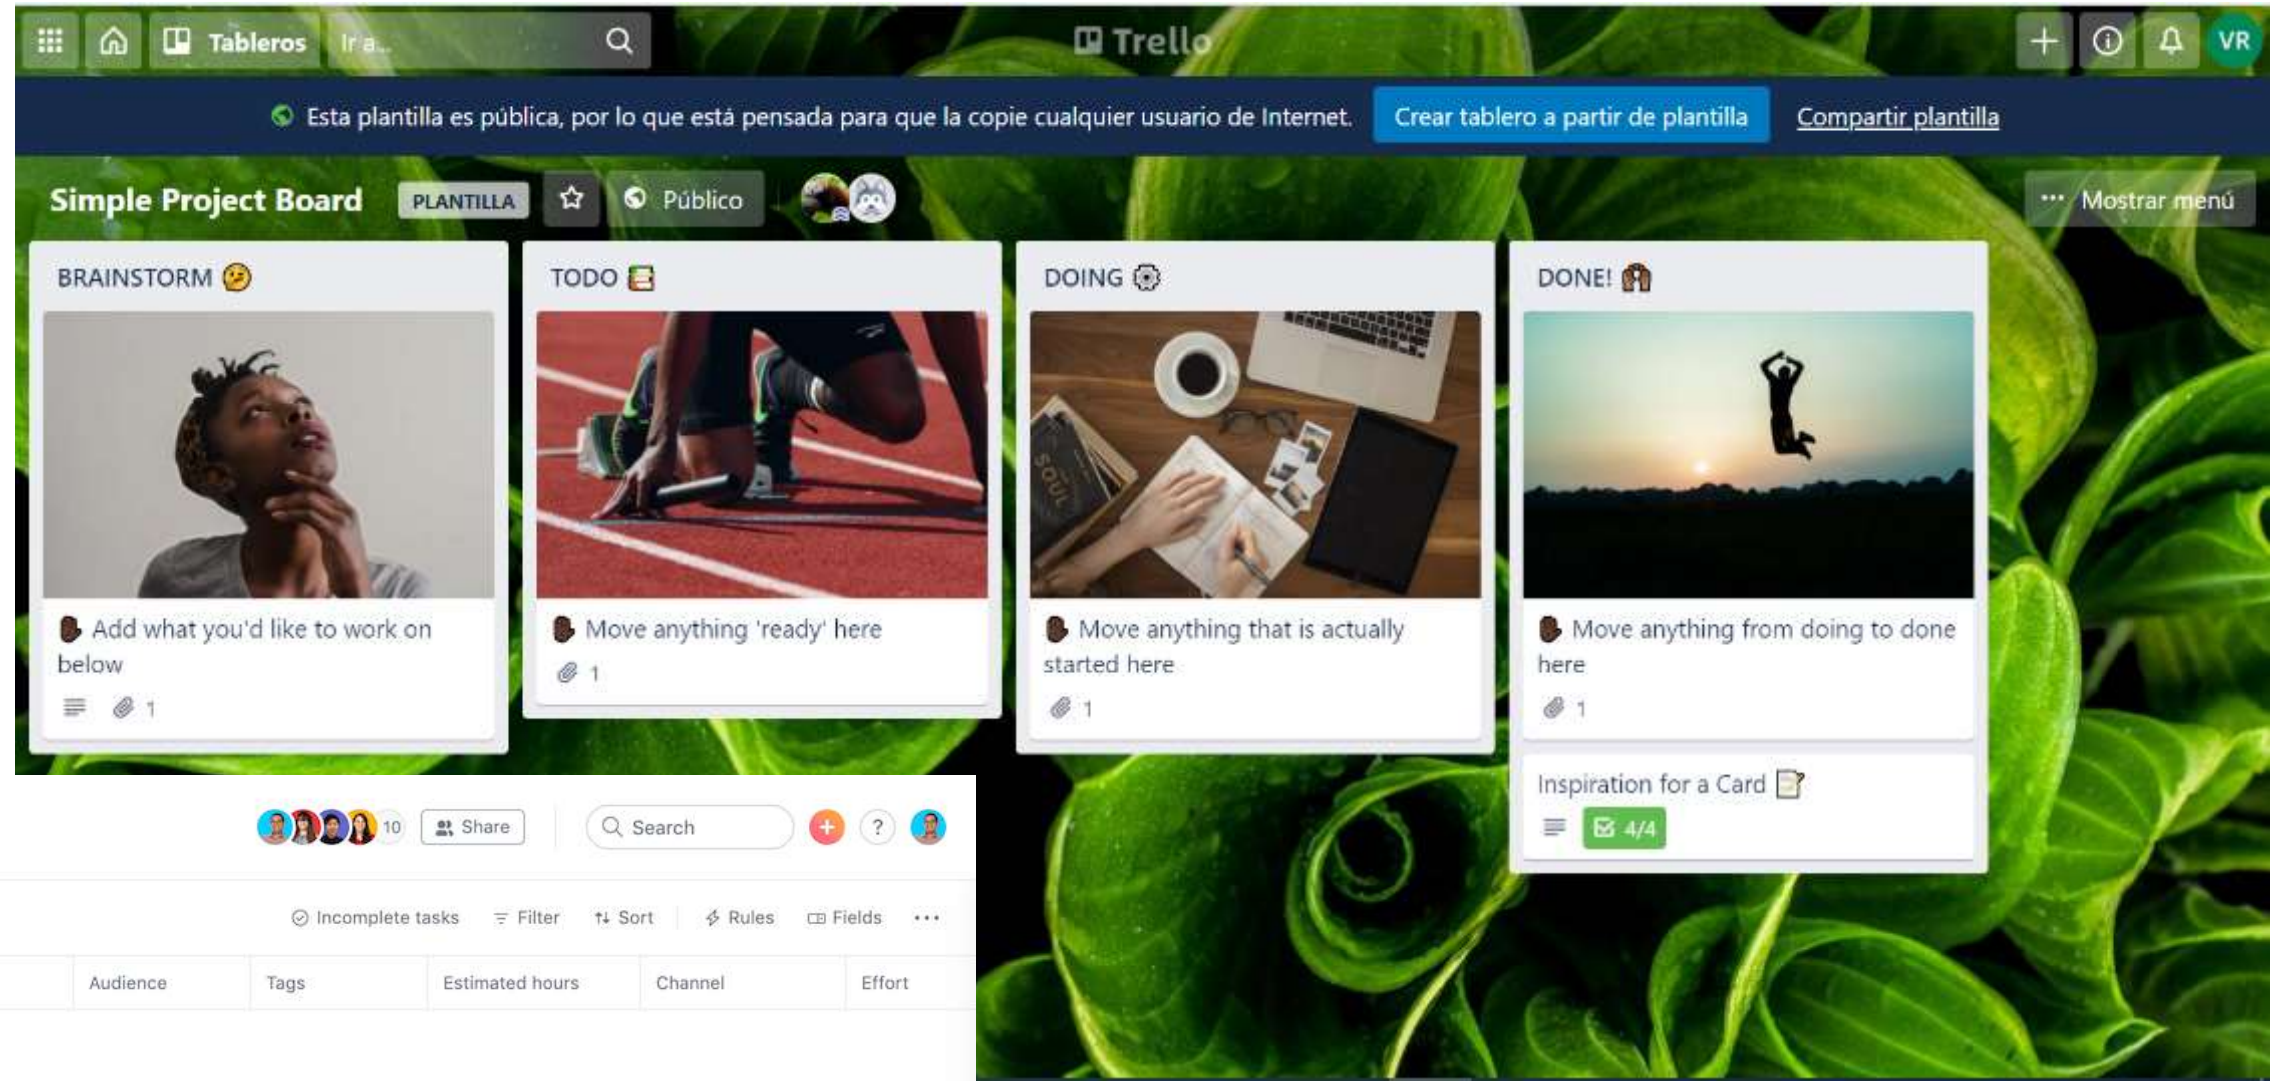 Tableros
Ir a...
Trello
VR
Esta plantilla es pública, por lo que está pensada para que la copie cualquier usuario de Internet.
Crear tablero a partir de plantilla
Compartir plantilla
Simple Project Board
PLANTILLA
Público
Mostrar menú
BRAINSTORM
Add what you'd like to work on
below
1
TODO
Move anything 'ready' here
1
DOING
SOUL
Move anything that is actually
started here
1
DONE!
Move anything from doing to done
here
1
Inspiration for a Card
4/4
10
Share
Search
?
Incomplete tasks
Filter
Sort
Rules
Fields
Audience
Tags
Estimated hours
Channel
Effort